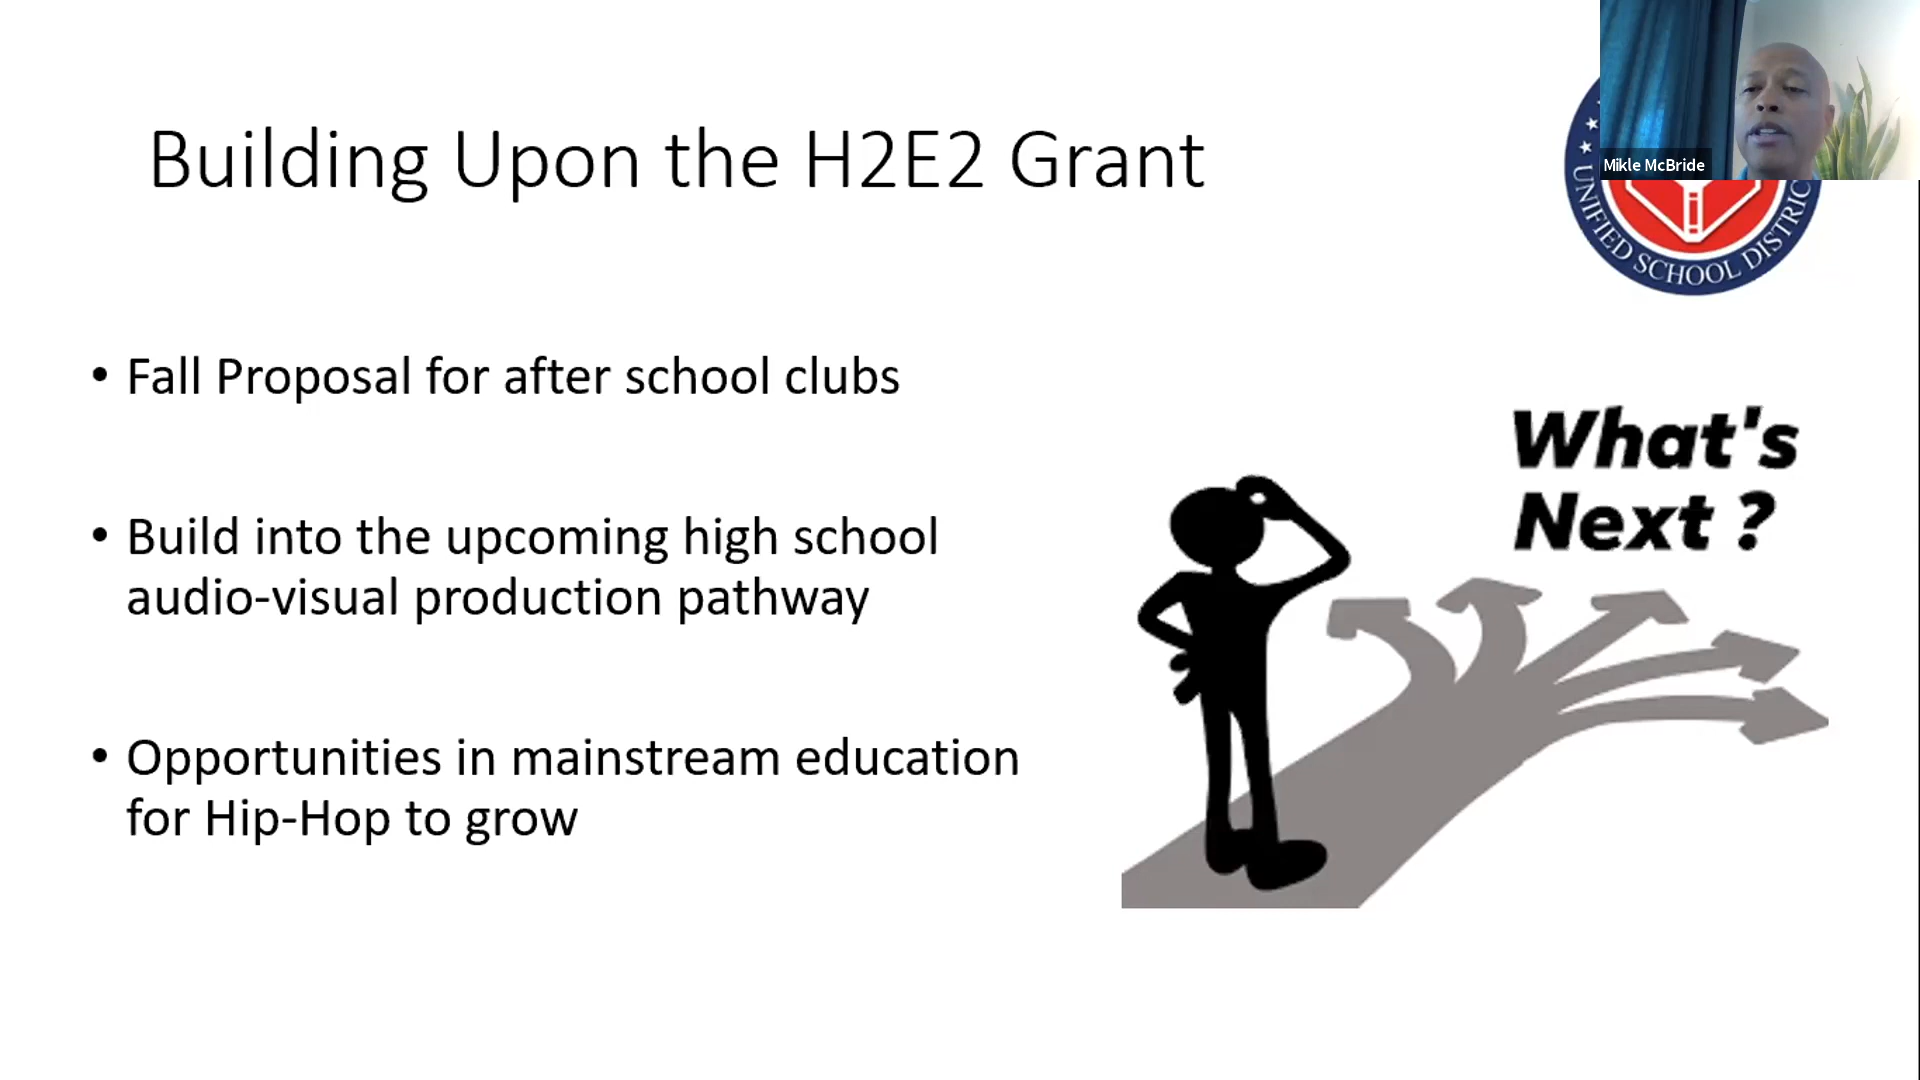 Building Upon the H2E2 Grant
Mikle McBride
UNIFIED SCHOOL
• Fall Proposal for after school clubs
• Build into the upcoming high school
audio-visual production pathway
• Opportunities in mainstream education
for Hip-Hop to grow
What's
Next ?